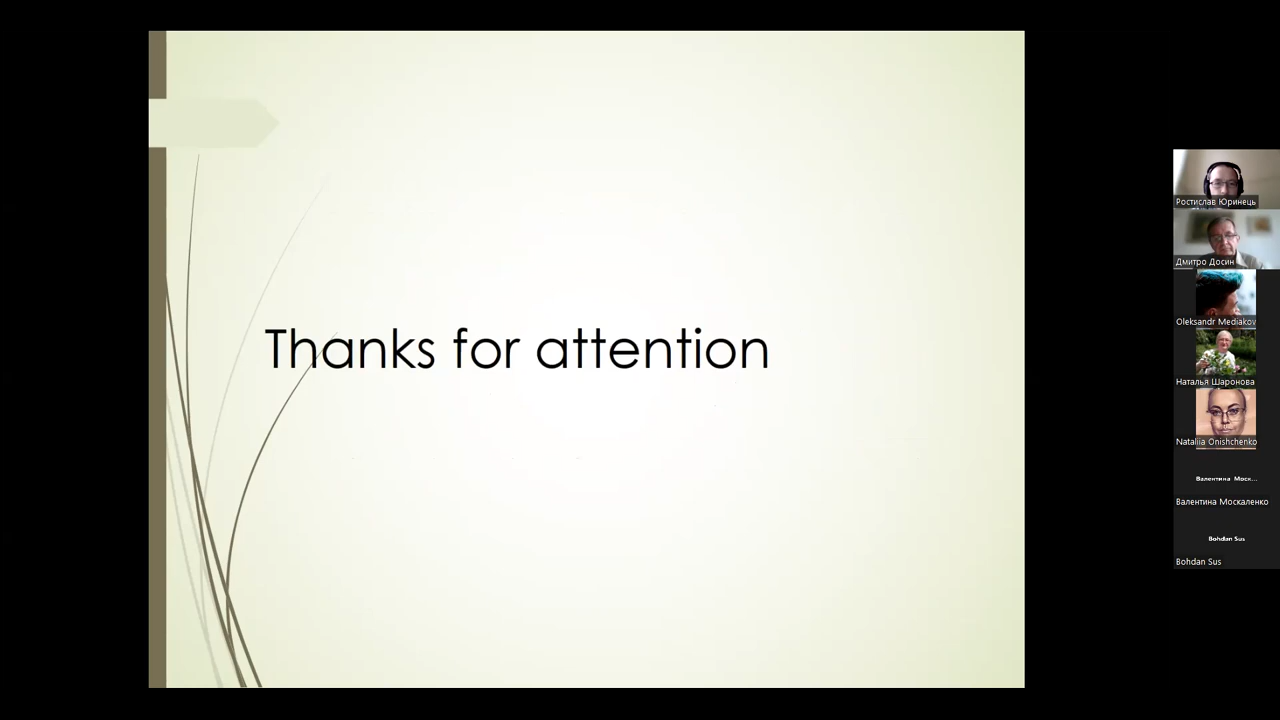 Thanks for attention
Ростислав Юринець
Дмитро Досин
Oleksandr Mediakov
Наталья Шаронова
Nataliia Onishchenko
Валентина Моск...
Валентина Москаленко
Bohdan Sus
Bohdan Sus